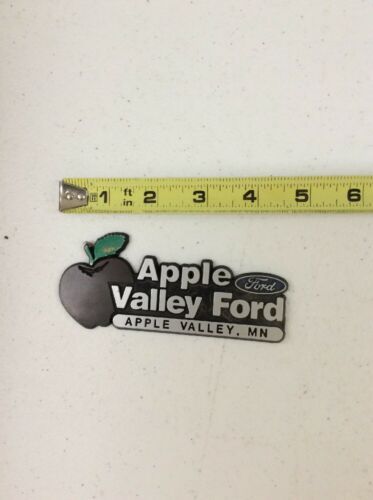 1 ft in 2 3 4 5 6
Apple
Ford
Valley Ford
APPLE VALLEY, MN